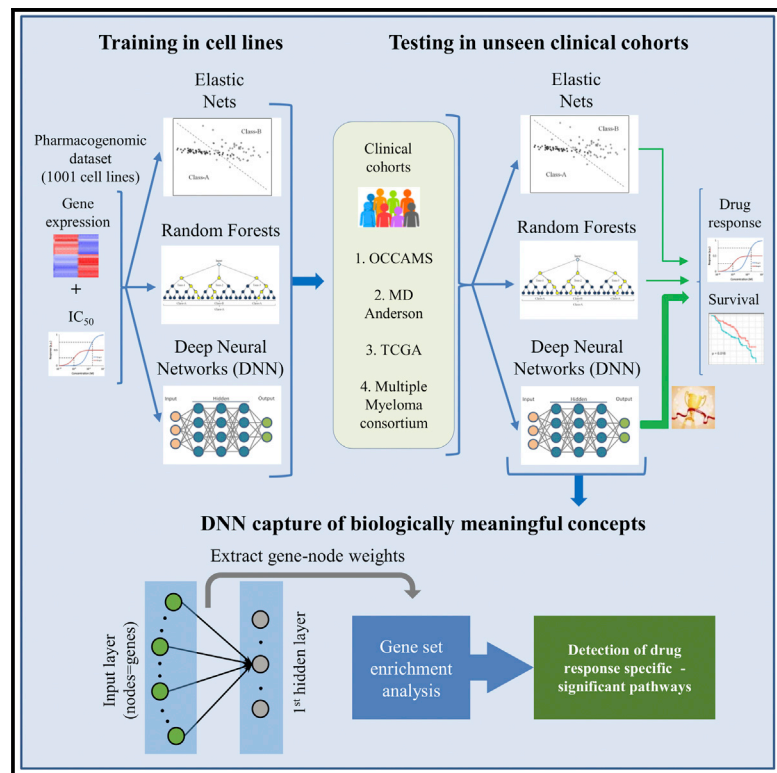 Training in cell lines
Testing in unseen clinical cohorts
Pharmacogenomic
dataset
(1001 cell lines)
Gene
expression
+
IC50
Elastic
Nets
Class-B
Class-A
Random Forests
Deep Neural
Networks (DNN)
Input
Hidden
Output
Clinical
cohorts
1. OCCAMS
2. MD
Anderson
3. TCGA
4. Multiple
Myeloma
consortium
Elastic
Nets
Class-B
Class-A
Random Forests
Deep Neural
Networks (DNN)
Input
Hidden
Output
Drug
response
Survival
DNN capture of biologically meaningful concepts
Extract gene-node weights
Input layer
(nodes=genes)
1st hidden layer
Gene set
enrichment
analysis
Detection of drug
response specific -
significant pathways